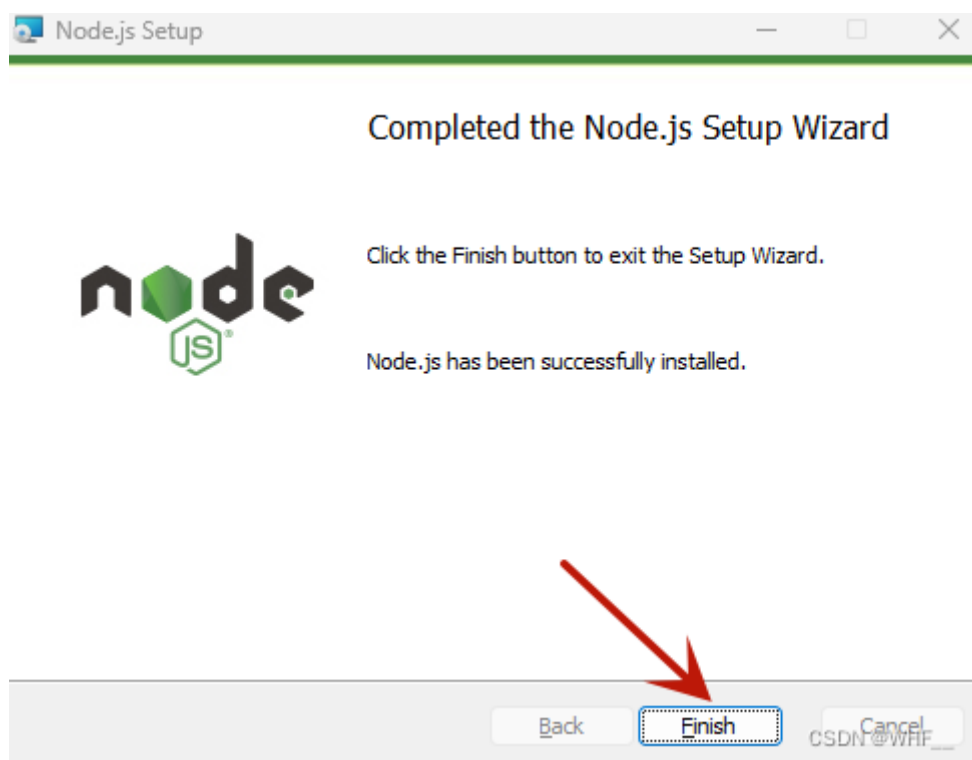 Node.js Setup
Completed the Node.js Setup Wizard
Click the Finish button to exit the Setup Wizard.
node
JS®
Node.js has been successfully installed.
Back
Finish
Cancel
CSDN @WHF__